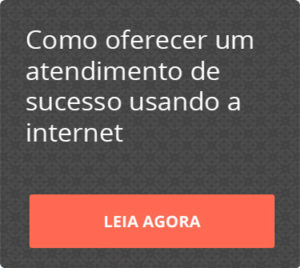 Como oferecer um
atendimento de
sucesso usando a
internet
LEIA AGORA